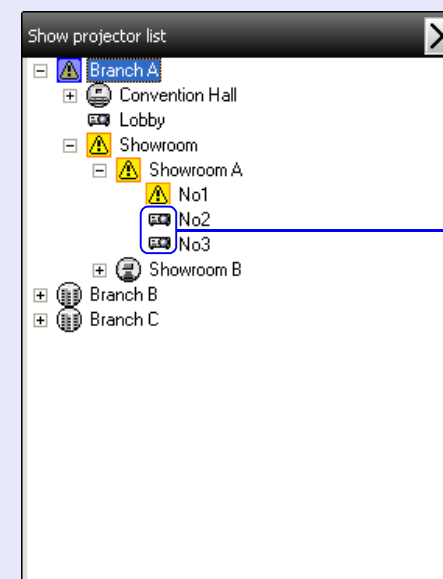 Show projector list
Branch A
Convention Hall
Lobby
Showroom
Showroom A
No1
No2
No3
Showroom B
Branch B
Branch C